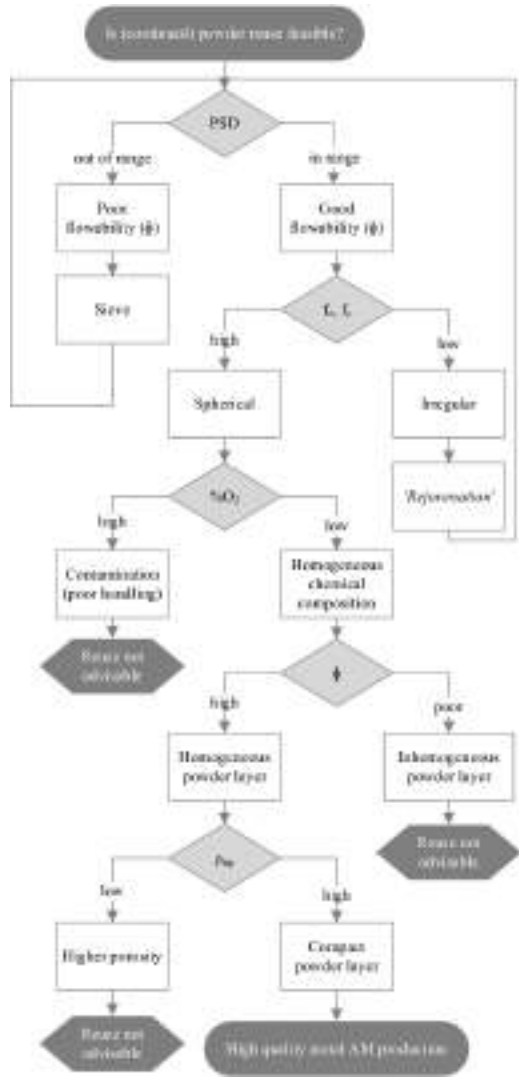 Is (continued) powder reuse feasible?
PSD
out of range
in range
Poor
flowability (ϕ)
Good
flowability (ϕ)
Sieve
high
low
Spherical
Irregular
'Rejuvenation'
%O₂
high
low
Contamination
(poor handling)
Homogeneous
chemical
composition
Reuse not
advisable
ϕ
high
poor
Homogeneous
powder layer
Inhomogeneous
powder layer
Reuse not
advisable
low
high
Higher porosity
Compact
powder layer
Reuse not
advisable
High quality metal AM production